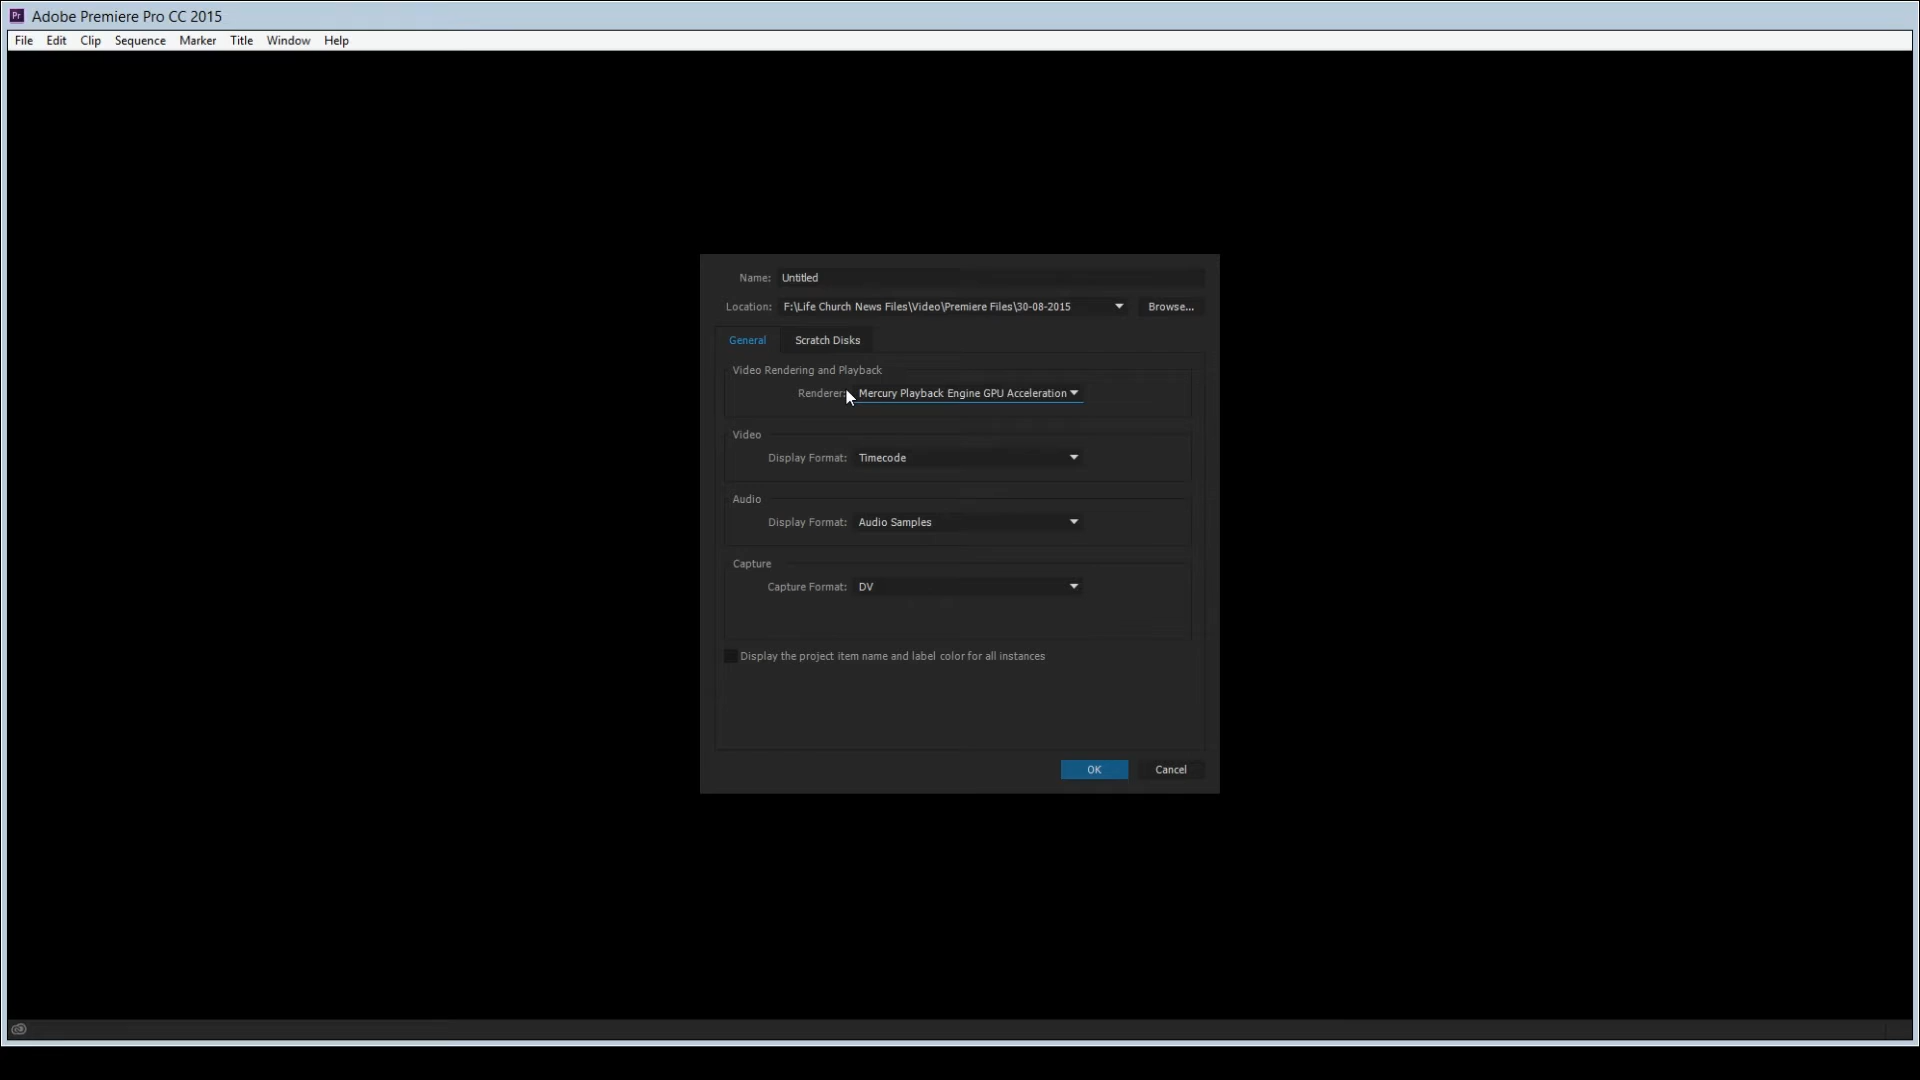 Pr Adobe Premiere Pro CC 2015
File Edit Clip Sequence Marker Title Window Help
Name: Untitled
Location: F:\Life Church News Files\Video\Premiere Files\30-08-2015 Browse...
General Scratch Disks
Video Rendering and Playback
Renderer: Mercury Playback Engine GPU Acceleration
Video
Display Format: Timecode
Audio
Display Format: Audio Samples
Capture
Capture Format: DV
Display the project item name and label color for all instances
OK Cancel